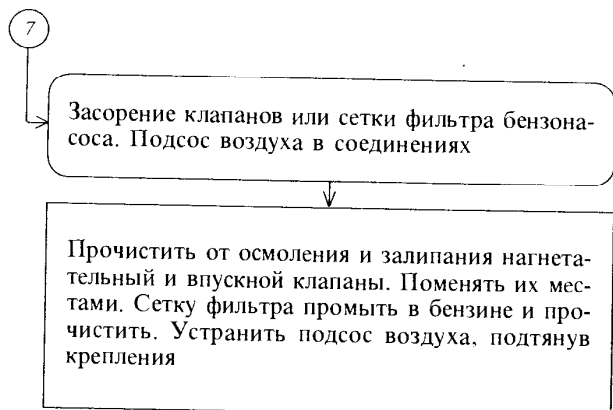 7
Засорение клапанов или сетки фильтра бензона-
соса. Подсос воздуха в соединениях
Прочистить от осмоления и залипания нагнета-
тельный и впускной клапаны. Поменять их мес-
тами. Сетку фильтра промыть в бензине и про-
чистить. Устранить подсос воздуха, подтянув
крепления